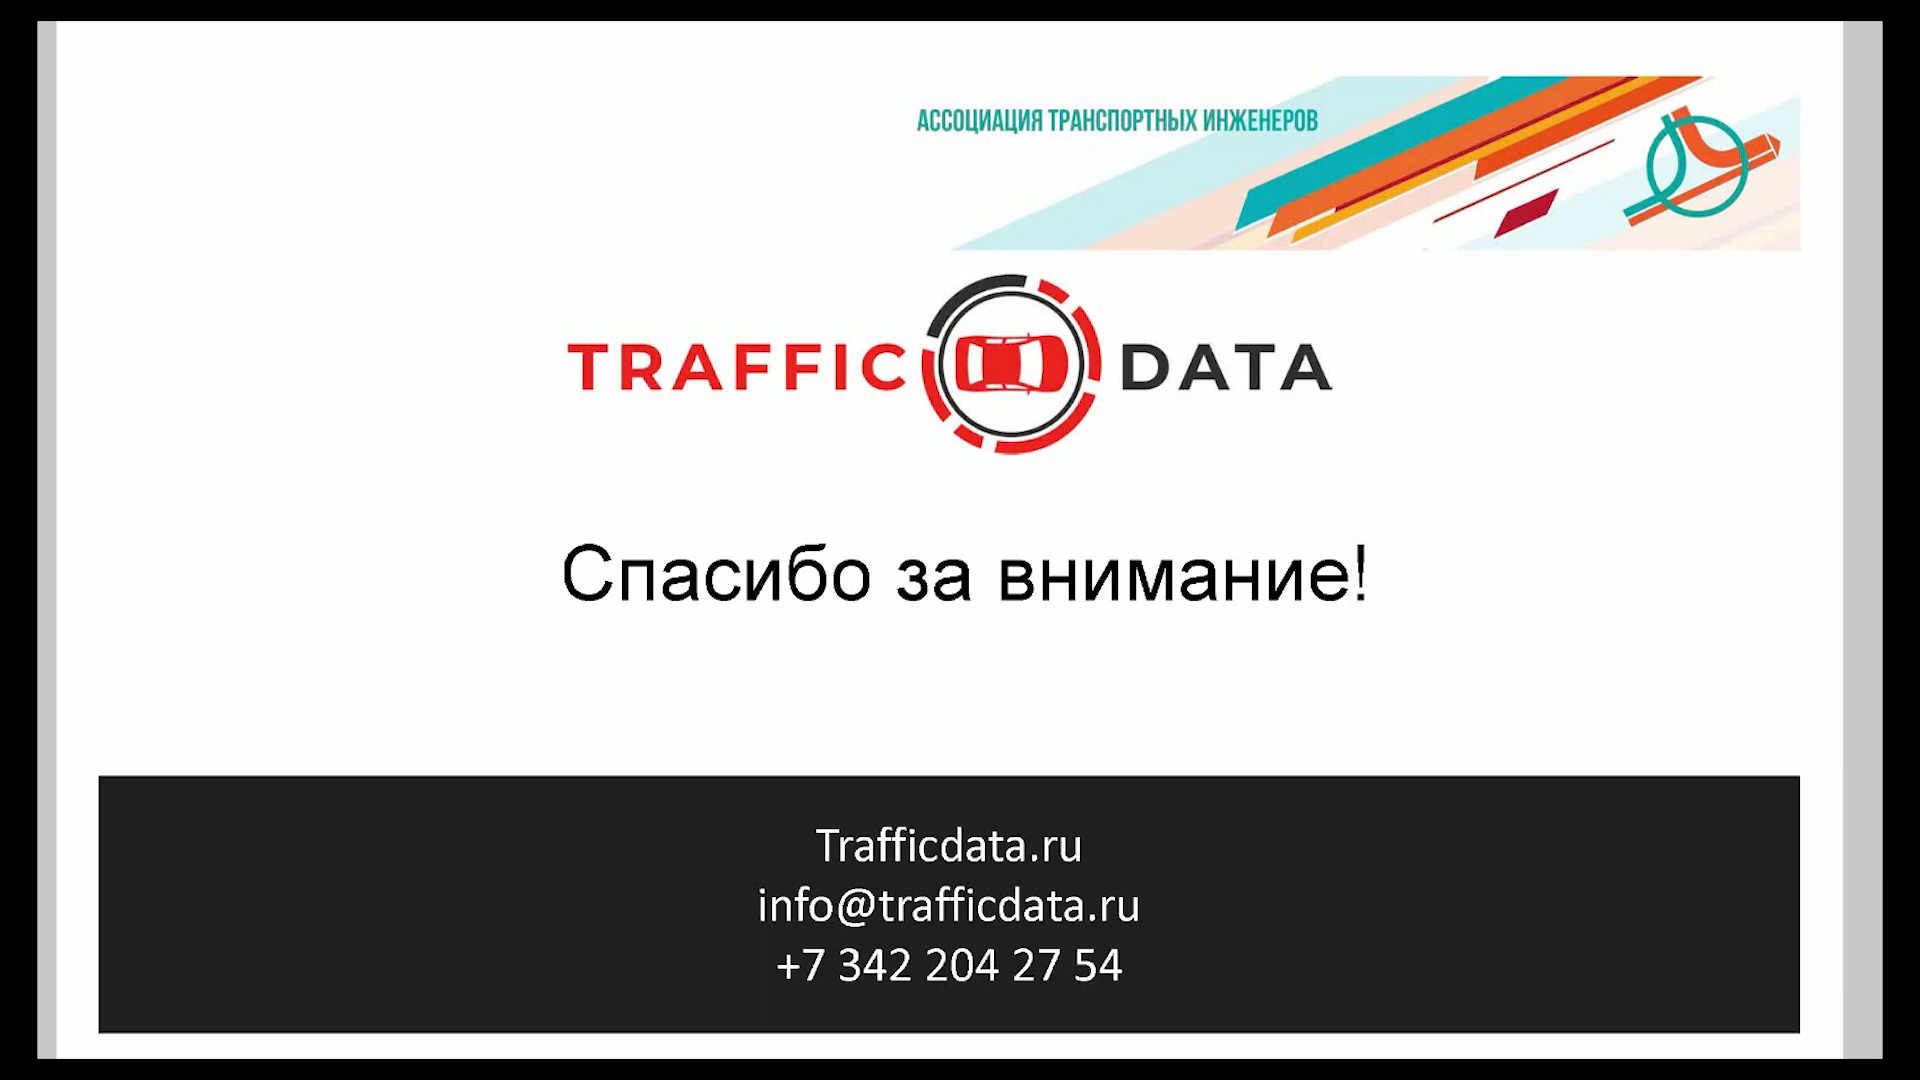 АССОЦИАЦИЯ ТРАНСПОРТНЫХ ИНЖЕНЕРОВ
TRAFFIC DATA
Спасибо за внимание!
Trafficdata.ru
info@trafficdata.ru
+7 342 204 27 54